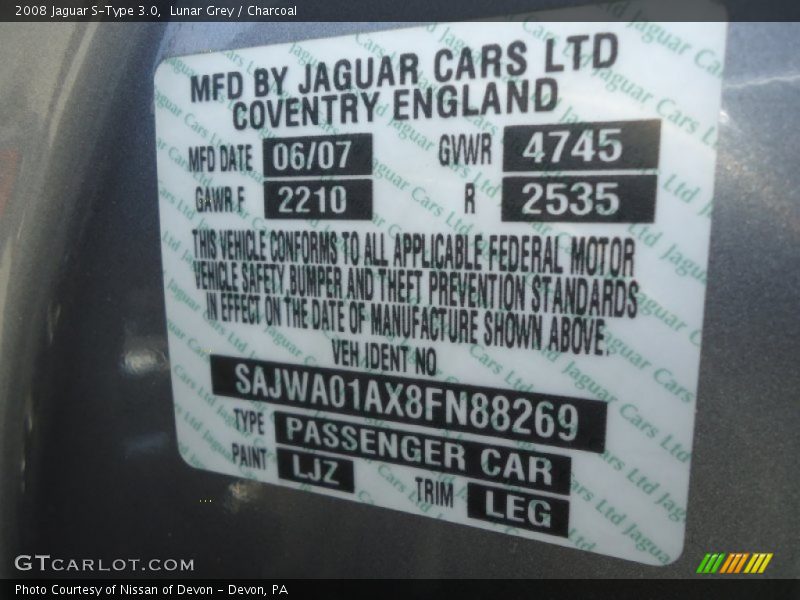 2008 Jaguar S-Type 3.0, Lunar Grey / Charcoal
MFD BY JAGUAR CARS LTD
COVENTRY ENGLAND
MFD DATE 06/07 GVWR 4745
GAWR F 2210 R 2535
THIS VEHICLE CONFORMS TO ALL APPLICABLE FEDERAL MOTOR
VEHICLE SAFETY,BUMPER AND THEFT PREVENTION STANDARDS
IN EFFECT ON THE DATE OF MANUFACTURE SHOWN ABOVE.
VEH IDENT NO
SAJWA01AX8FN88269
TYPE PASSENGER CAR
PAINT LJZ TRIM LEG
GTCARLOT.COM
Photo Courtesy of Nissan of Devon - Devon, PA